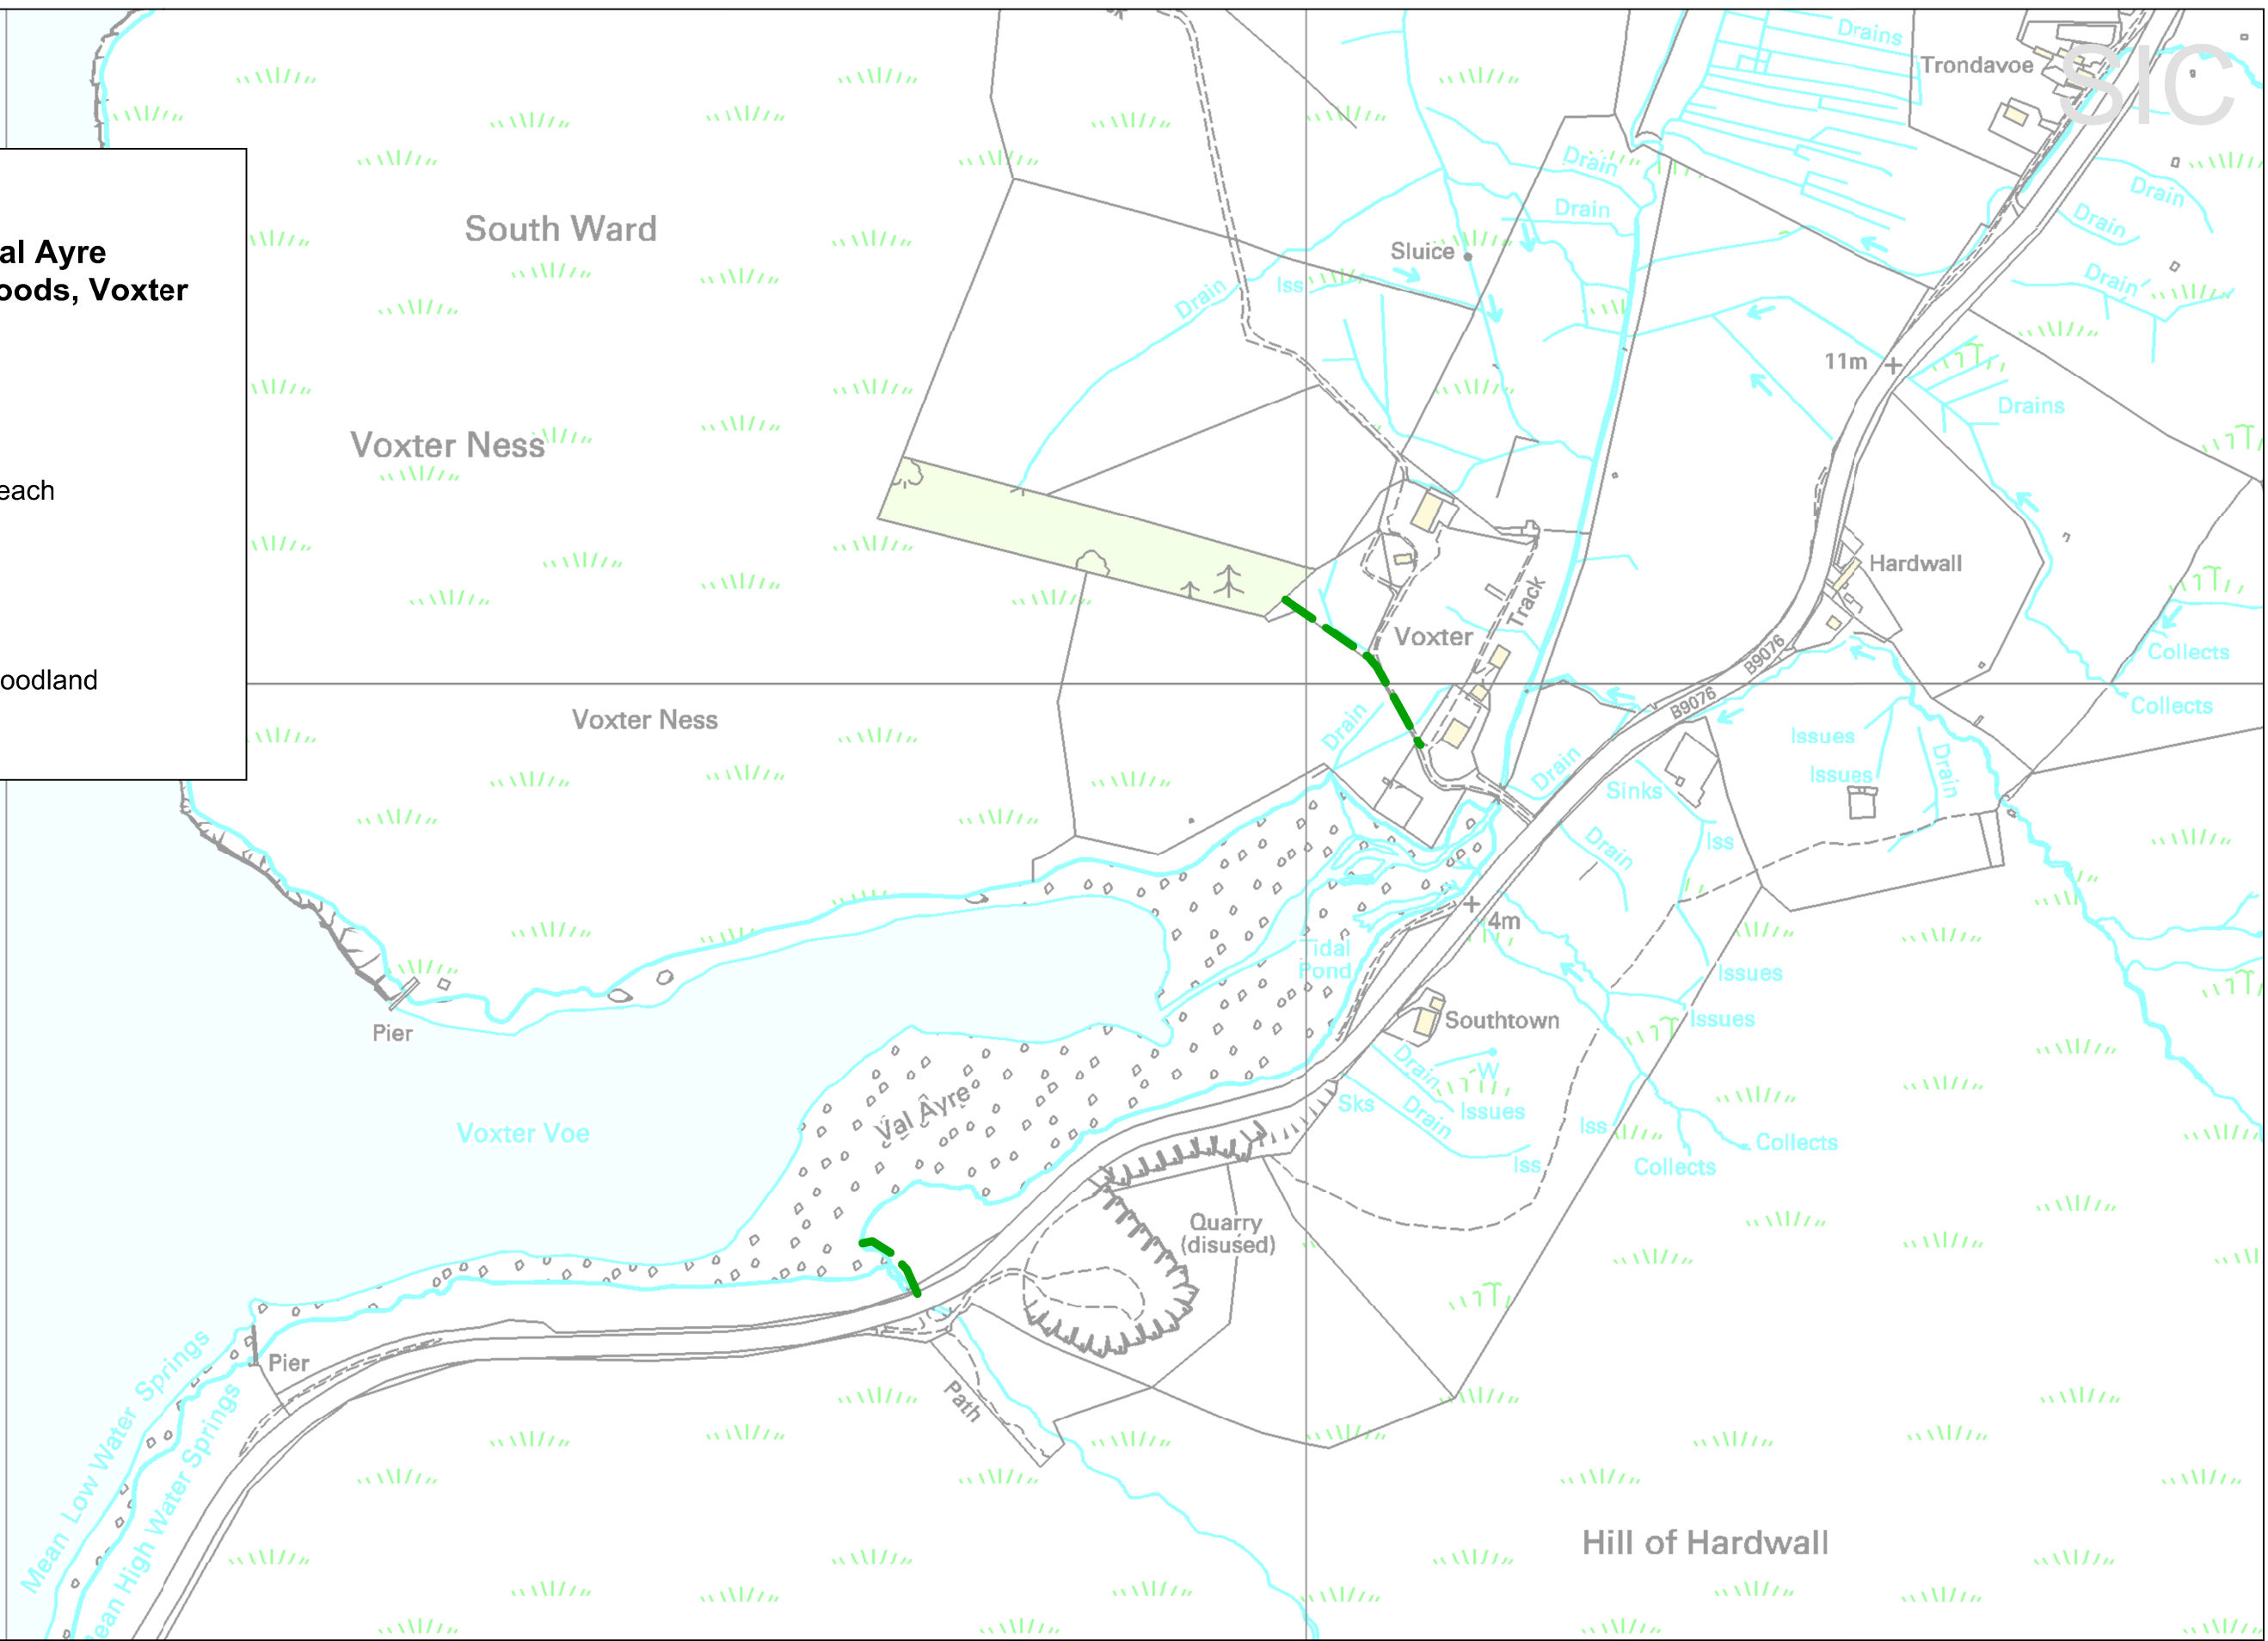 Drains
Trondavoe
SIC
Drain
Drain
Drain
Drain
South Ward
al Ayre
oods, Voxter
Sluice
Drain
Iss
Drain
11m
Drains
Voxter Ness
each
Hardwall
Track
Voxter
B9076
B9076
Collects
oodland
Collects
Voxter Ness
Drain
Issues
Issues
Drain
Drain
Sinks
Iss
Drain
4m
Tidal
Pond
Issues
Issues
Southtown
Pier
Drain
W
Issues
Sks
Drain
Val Ayre
Voxter Voe
Iss
Iss
Collects
Collects
Quarry
(disused)
Pier
Path
Mean Low Water Springs
ean High Water Springs
Hill of Hardwall